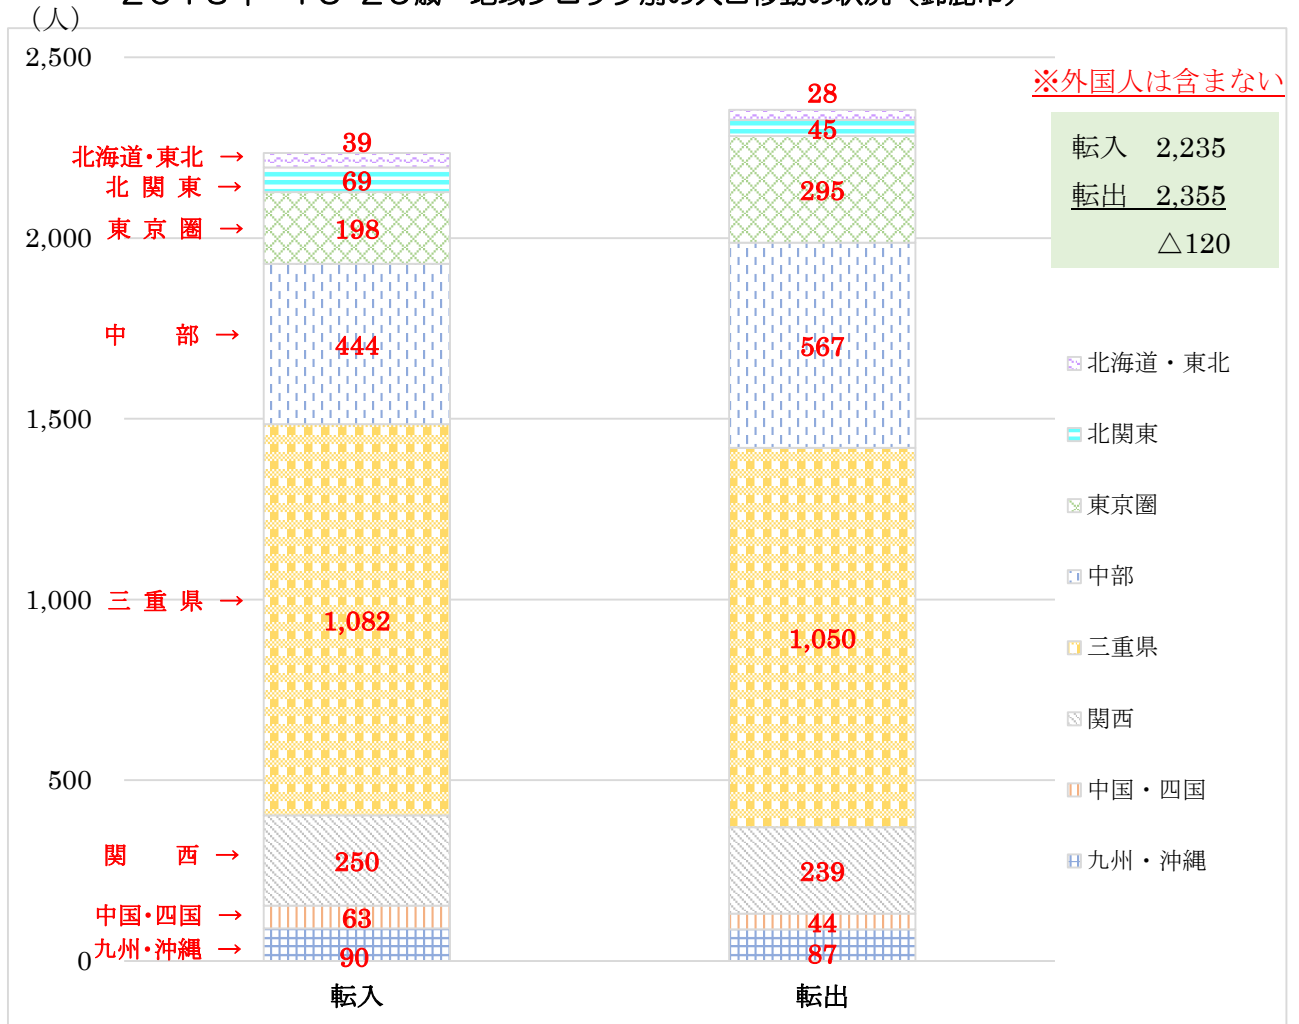 （人）
2,500
2,000
1,500
1,000
500
0
※外国人は含まない
転入 2,235
転出 2,355
△120
北海道・東北 →
北関東 →
東京圏 →
中部 →
三重県 →
関西 →
中国・四国 →
九州・沖縄 →
39
69
198
444
1,082
250
63
90
28
45
295
567
1,050
239
44
87
転入
転出
北海道・東北
北関東
東京圏
中部
三重県
関西
中国・四国
九州・沖縄